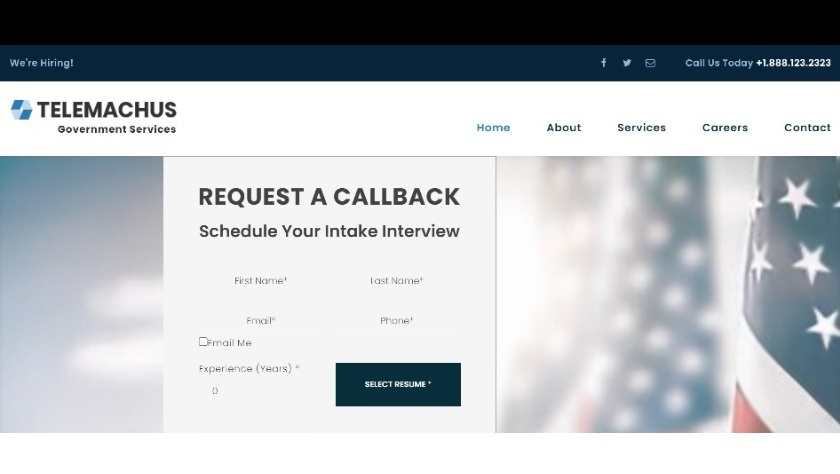 We're Hiring!
Call Us Today +1.888.123.2323
TELEMACHUS
Government Services
Home About Services Careers Contact
REQUEST A CALLBACK
Schedule Your Intake Interview
First Name* Last Name*
Email* Phone*
Email Me
Experience (Years) *
SELECT RESUME *
0